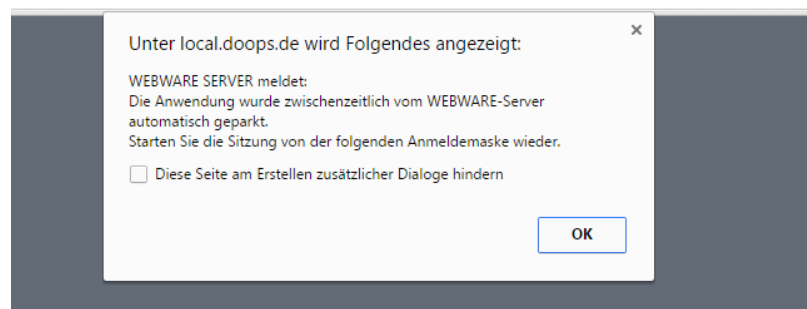 Unter local.doops.de wird Folgendes angezeigt:
WEBWARE SERVER meldet:
Die Anwendung wurde zwischenzeitlich vom WEBWARE-Server
automatisch geparkt.
Starten Sie die Sitzung von der folgenden Anmeldemaske wieder.
Diese Seite am Erstellen zusätzlicher Dialoge hindern
OK